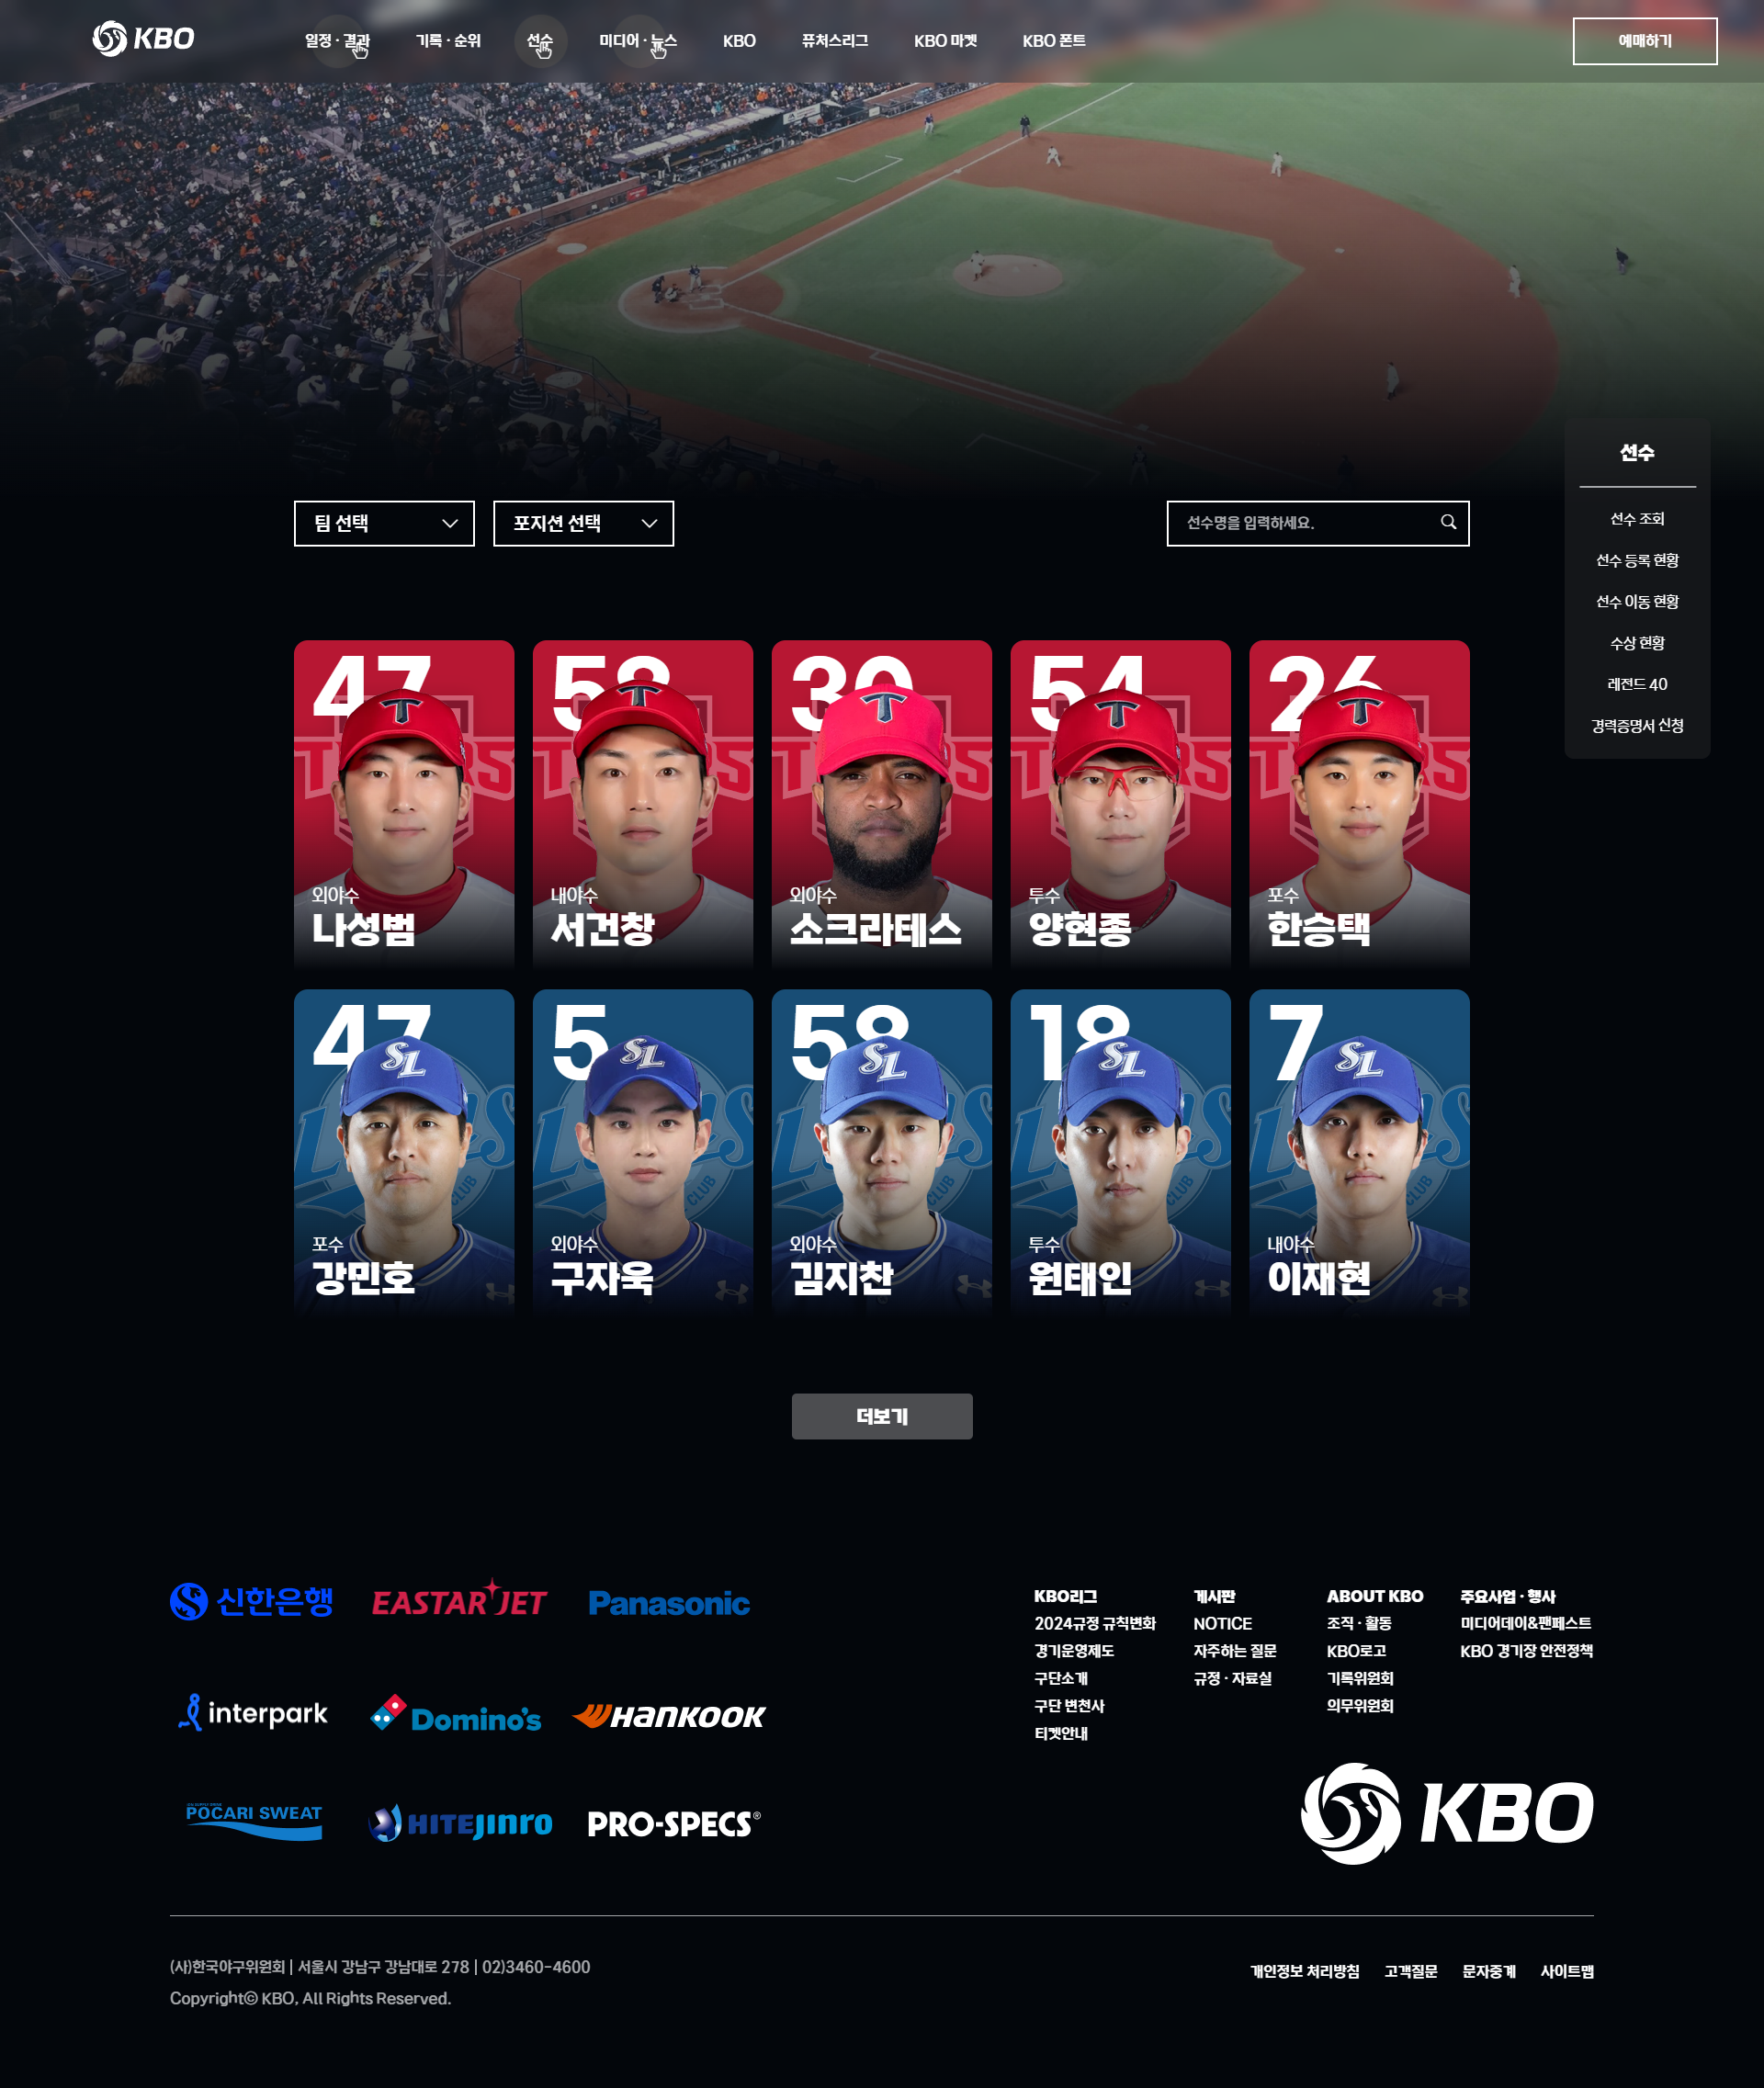 KBO
일정 · 결과
기록 · 순위
선수
미디어 · 뉴스
KBO
퓨처스리그
KBO 마켓
KBO 폰트
예매하기
선수
선수 조회
선수 등록 현황
선수 이동 현황
수상 현황
레전드 40
경력증명서 신청
팀 선택
포지션 선택
선수명을 입력하세요.
47
T
외야수
나성범
58
T
내야수
서건창
30
T
외야수
소크라테스
54
T
투수
양현종
26
T
포수
한승택
47
SL
CLUB
포수
강민호
5
SL
CLUB
외야수
구자욱
58
SL
CLUB
외야수
김지찬
18
SL
CLUB
투수
원태인
7
SL
CLUB
내야수
이재현
더보기
신한은행
EASTAR JET
Panasonic
interpark
Domino's
HANKOOK
POCARI SWEAT
HITEJINRO
PRO-SPECS®
KBO리그
2024규정 규칙변화
경기운영제도
구단소개
구단 변천사
티켓안내
게시판
NOTICE
자주하는 질문
규정 · 자료실
ABOUT KBO
조직 · 활동
KBO로고
기록위원회
의무위원회
주요사업 · 행사
미디어데이&팬페스트
KBO 경기장 안전정책
KBO
(사)한국야구위원회 | 서울시 강남구 강남대로 278 | 02)3460-4600
Copyright© KBO, All Rights Reserved.
개인정보 처리방침
고객질문
문자중계
사이트맵